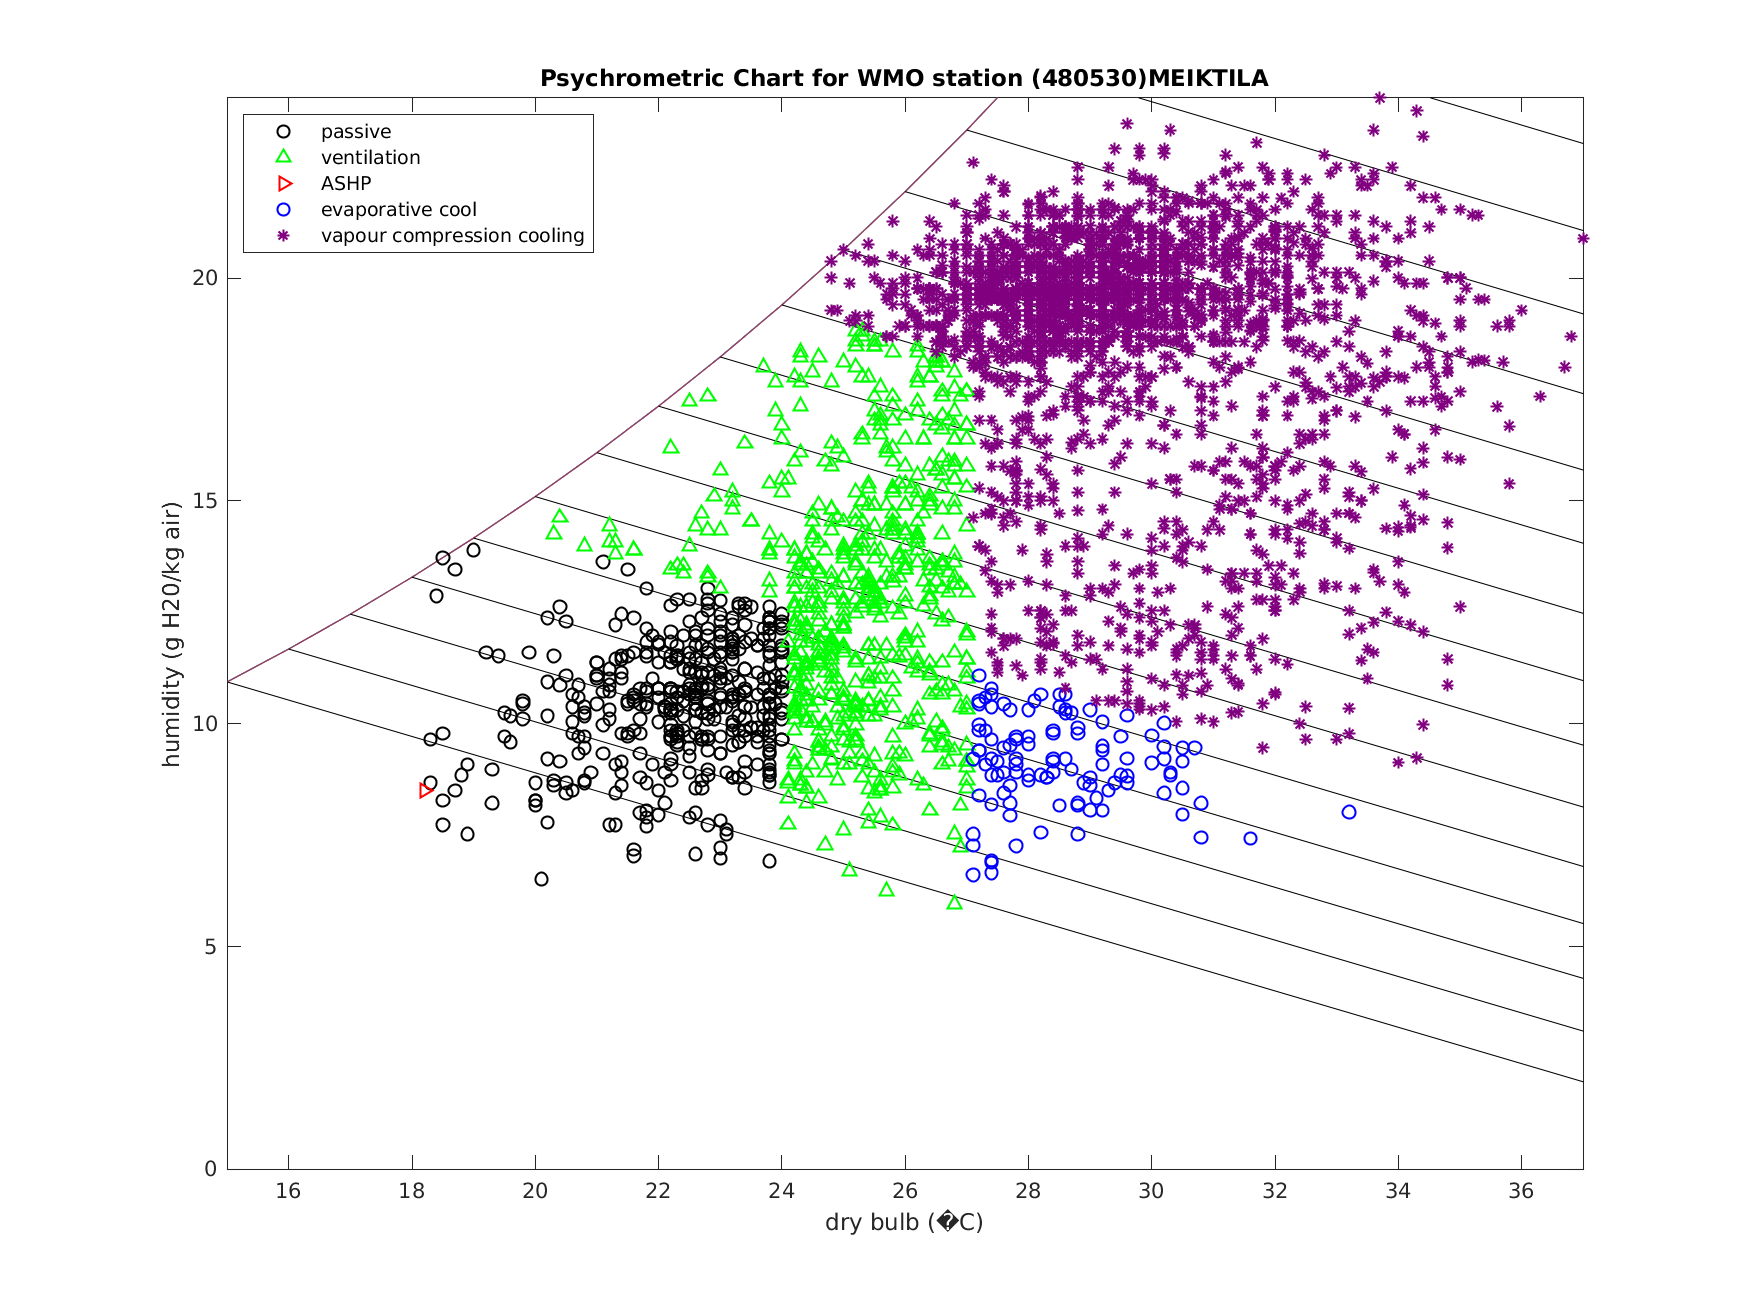 Psychrometric Chart for WMO station (480530)MEIKTILA
passive
ventilation
ASHP
evaporative cool
vapour compression cooling
humidity (g H20/kg air)
20
15
10
5
0
16 18 20 22 24 26 28 30 32 34 36
dry bulb (�C)